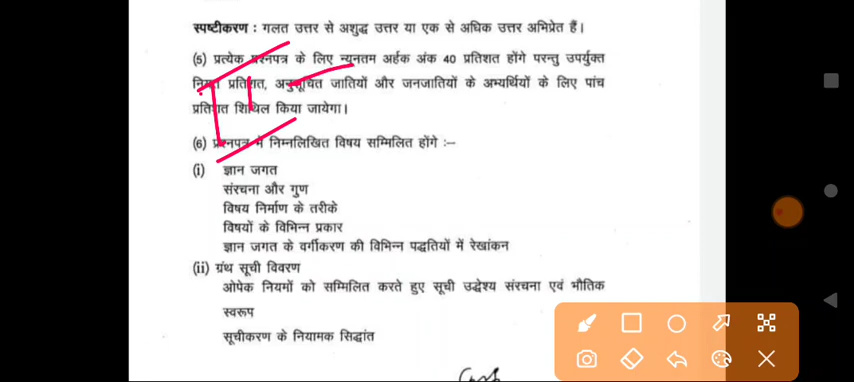 स्पष्टीकरण : गलत उत्तर से अशुद्ध उत्तर या एक से अधिक उत्तर अभिप्रेत हैं।
(5) प्रत्येक प्रश्नपत्र के लिए न्यूनतम अर्हक अंक 40 प्रतिशत होंगे परन्तु उपर्युक्त
नियत प्रतिशत, अनुसूचित जातियों और जनजातियों के अभ्यर्थियों के लिए पांच
प्रतिशत शिथिल किया जायेगा।
(6) प्रश्नपत्र में निम्नलिखित विषय सम्मिलित होंगे :–
(i) ज्ञान जगत
संरचना और गुण
विषय निर्माण के तरीके
विषयों के विभिन्न प्रकार
ज्ञान जगत के वर्गीकरण की विभिन्न पद्धतियों में रेखांकन
(ii) ग्रंथ सूची विवरण
ओपेक नियमों को सम्मिलित करते हुए सूची उद्धेश्य संरचना एवं भौतिक
स्वरूप
सूचीकरण के नियामक सिद्धांत